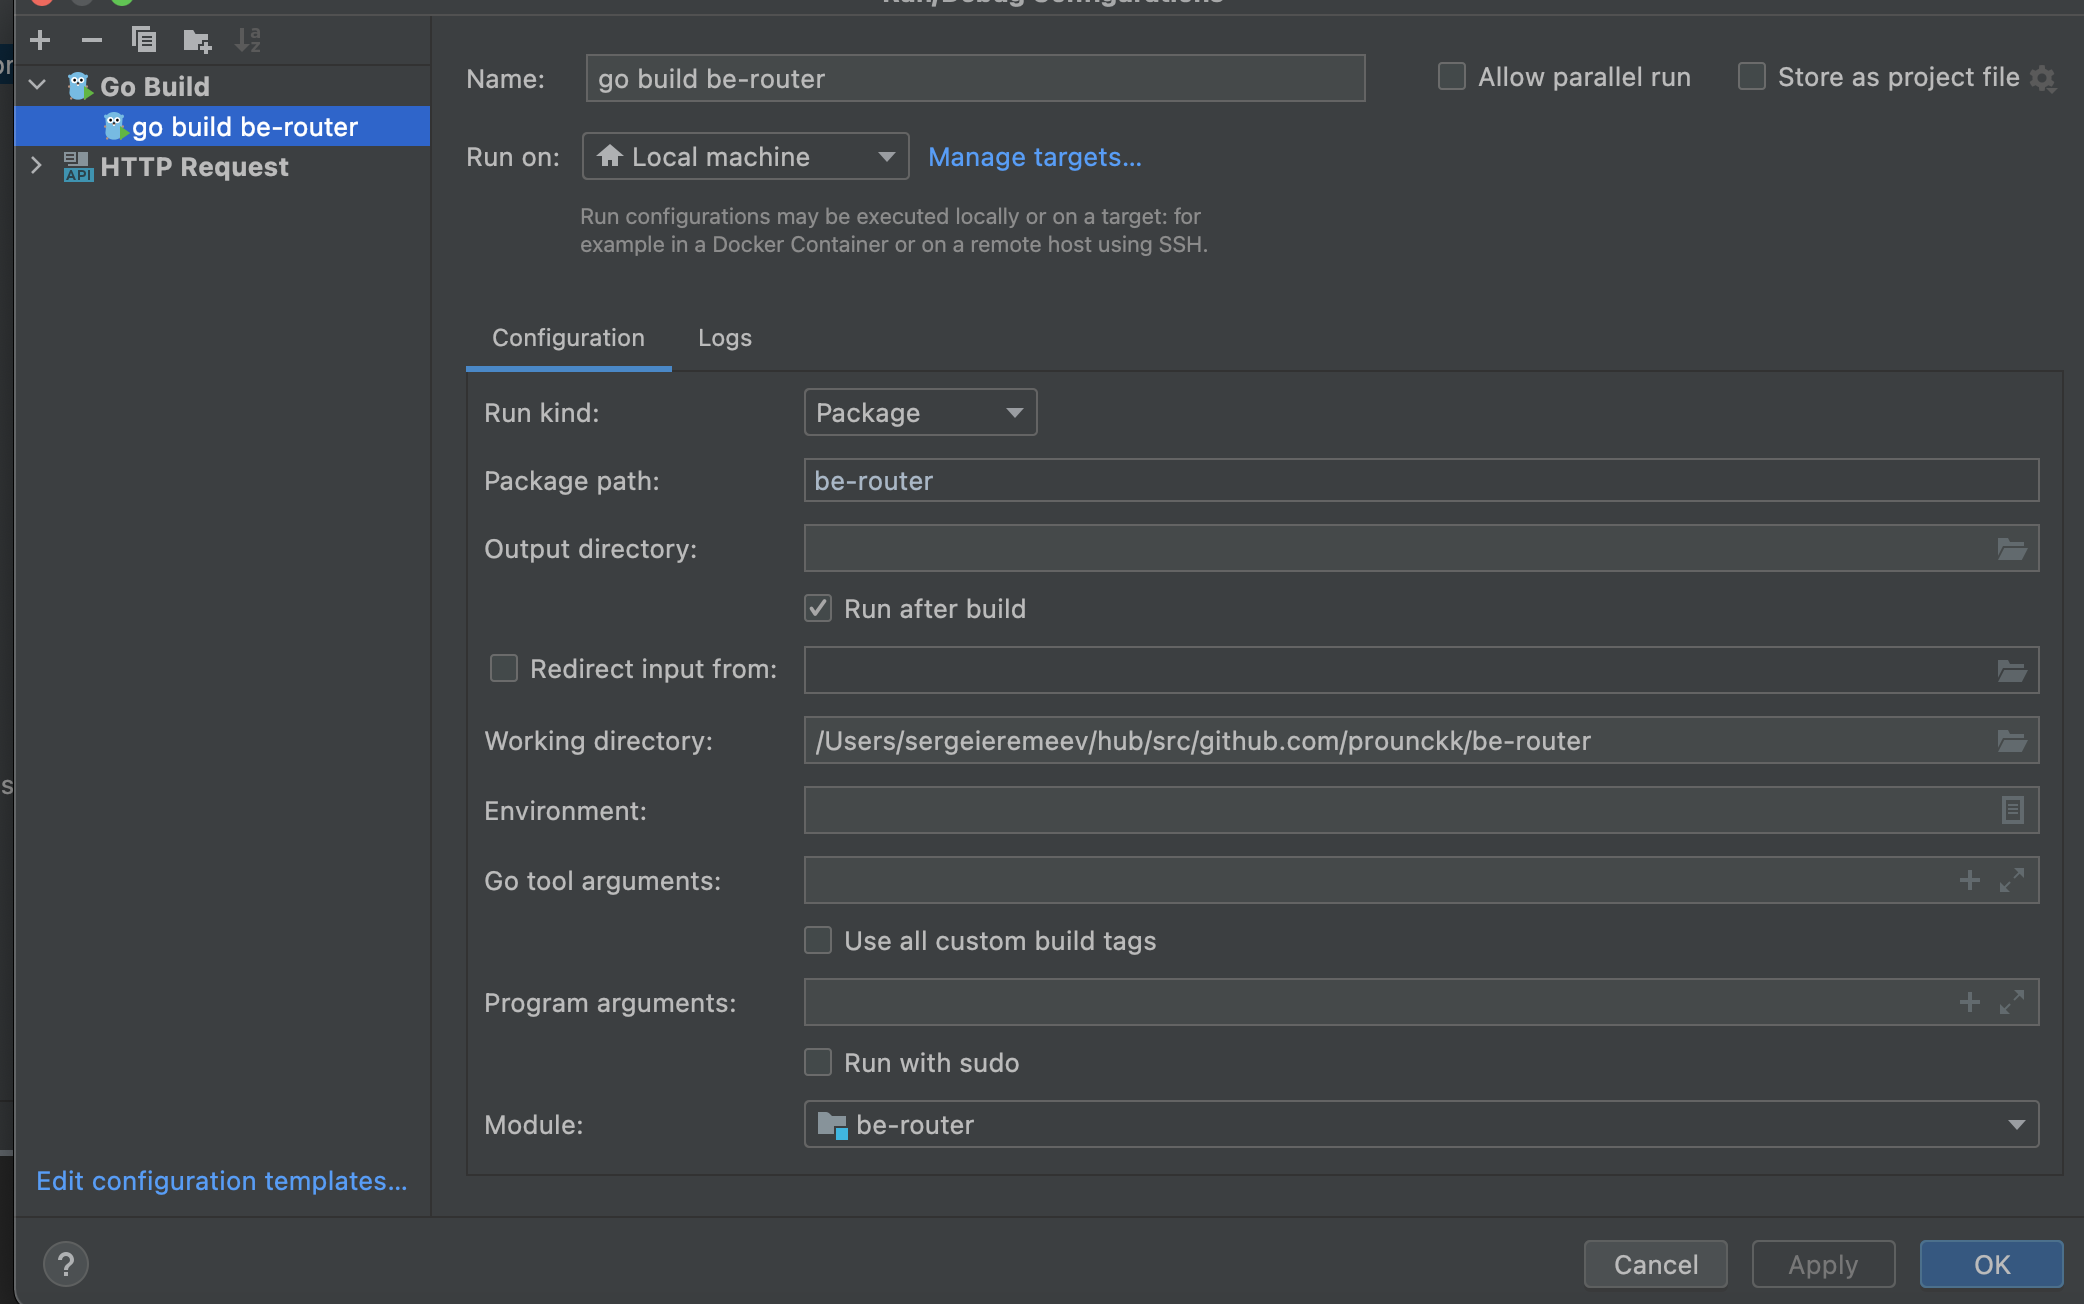 Run/Debug Configurations
Go Build
go build be-router
API HTTP Request
Name: go build be-router
Allow parallel run
Store as project file
Run on: Local machine Manage targets...
Run configurations may be executed locally or on a target: for
example in a Docker Container or on a remote host using SSH.
Configuration Logs
Run kind: Package
Package path: be-router
Output directory:
Run after build
Redirect input from:
Working directory: /Users/sergeieremeev/hub/src/github.com/prounckk/be-router
Environment:
Go tool arguments:
Use all custom build tags
Program arguments:
Run with sudo
Module: be-router
Edit configuration templates...
? Cancel Apply OK